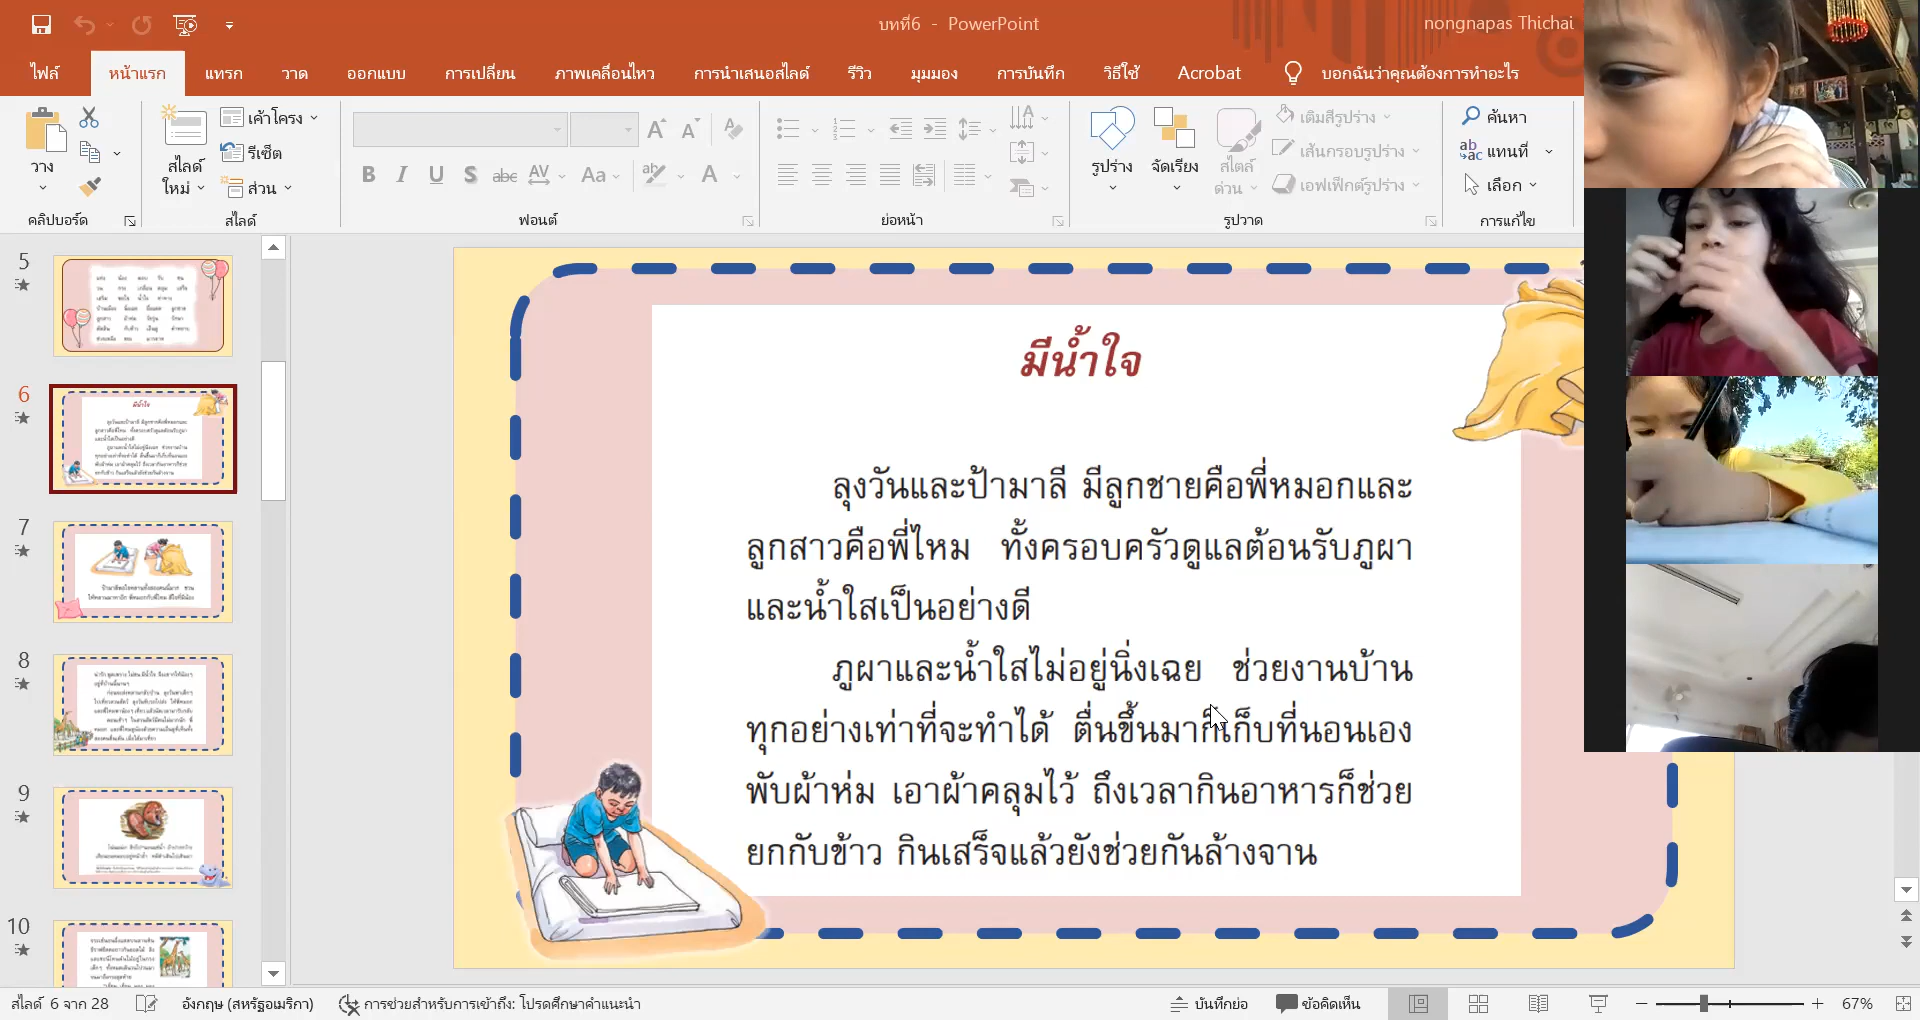 บทที่6 - PowerPoint
nongnapas Thichai
ไฟล์ หน้าแรก แทรก วาด ออกแบบ การเปลี่ยน ภาพเคลื่อนไหว การนำเสนอสไลด์ รีวิว มุมมอง การบันทึก วิธีใช้ Acrobat บอกฉันว่าคุณต้องการทำอะไร
วาง
สไลด์
ใหม่
เค้าโครง
รีเซ็ต
ส่วน
รูปร่าง
จัดเรียง
สไตล์
ด่วน
เติมสีรูปร่าง
เส้นกรอบรูปร่าง
เอฟเฟ็กต์รูปร่าง
ค้นหา
แทนที่
เลือก
คลิปบอร์ด สไลด์ ฟอนต์ ย่อหน้า รูปวาด การแก้ไข
5
6
7
8
9
10
มีน้ำใจ
ลุงวันและป้ามาลี มีลูกชายคือพี่หมอกและ
ลูกสาวคือพี่ไหม ทั้งครอบครัวดูแลต้อนรับภูผา
และน้ำใสเป็นอย่างดี
ภูผาและน้ำใสไม่อยู่นิ่งเฉย ช่วยงานบ้าน
ทุกอย่างเท่าที่จะทำได้ ตื่นขึ้นมาก็เก็บที่นอนเอง
พับผ้าห่ม เอาผ้าคลุมไว้ ถึงเวลากินอาหารก็ช่วย
ยกกับข้าว กินเสร็จแล้วยังช่วยกันล้างจาน
สไลด์ 6 จาก 28 อังกฤษ (สหรัฐอเมริกา) การช่วยสำหรับการเข้าถึง: โปรดศึกษาคำแนะนำ บันทึกย่อ ข้อคิดเห็น 67%